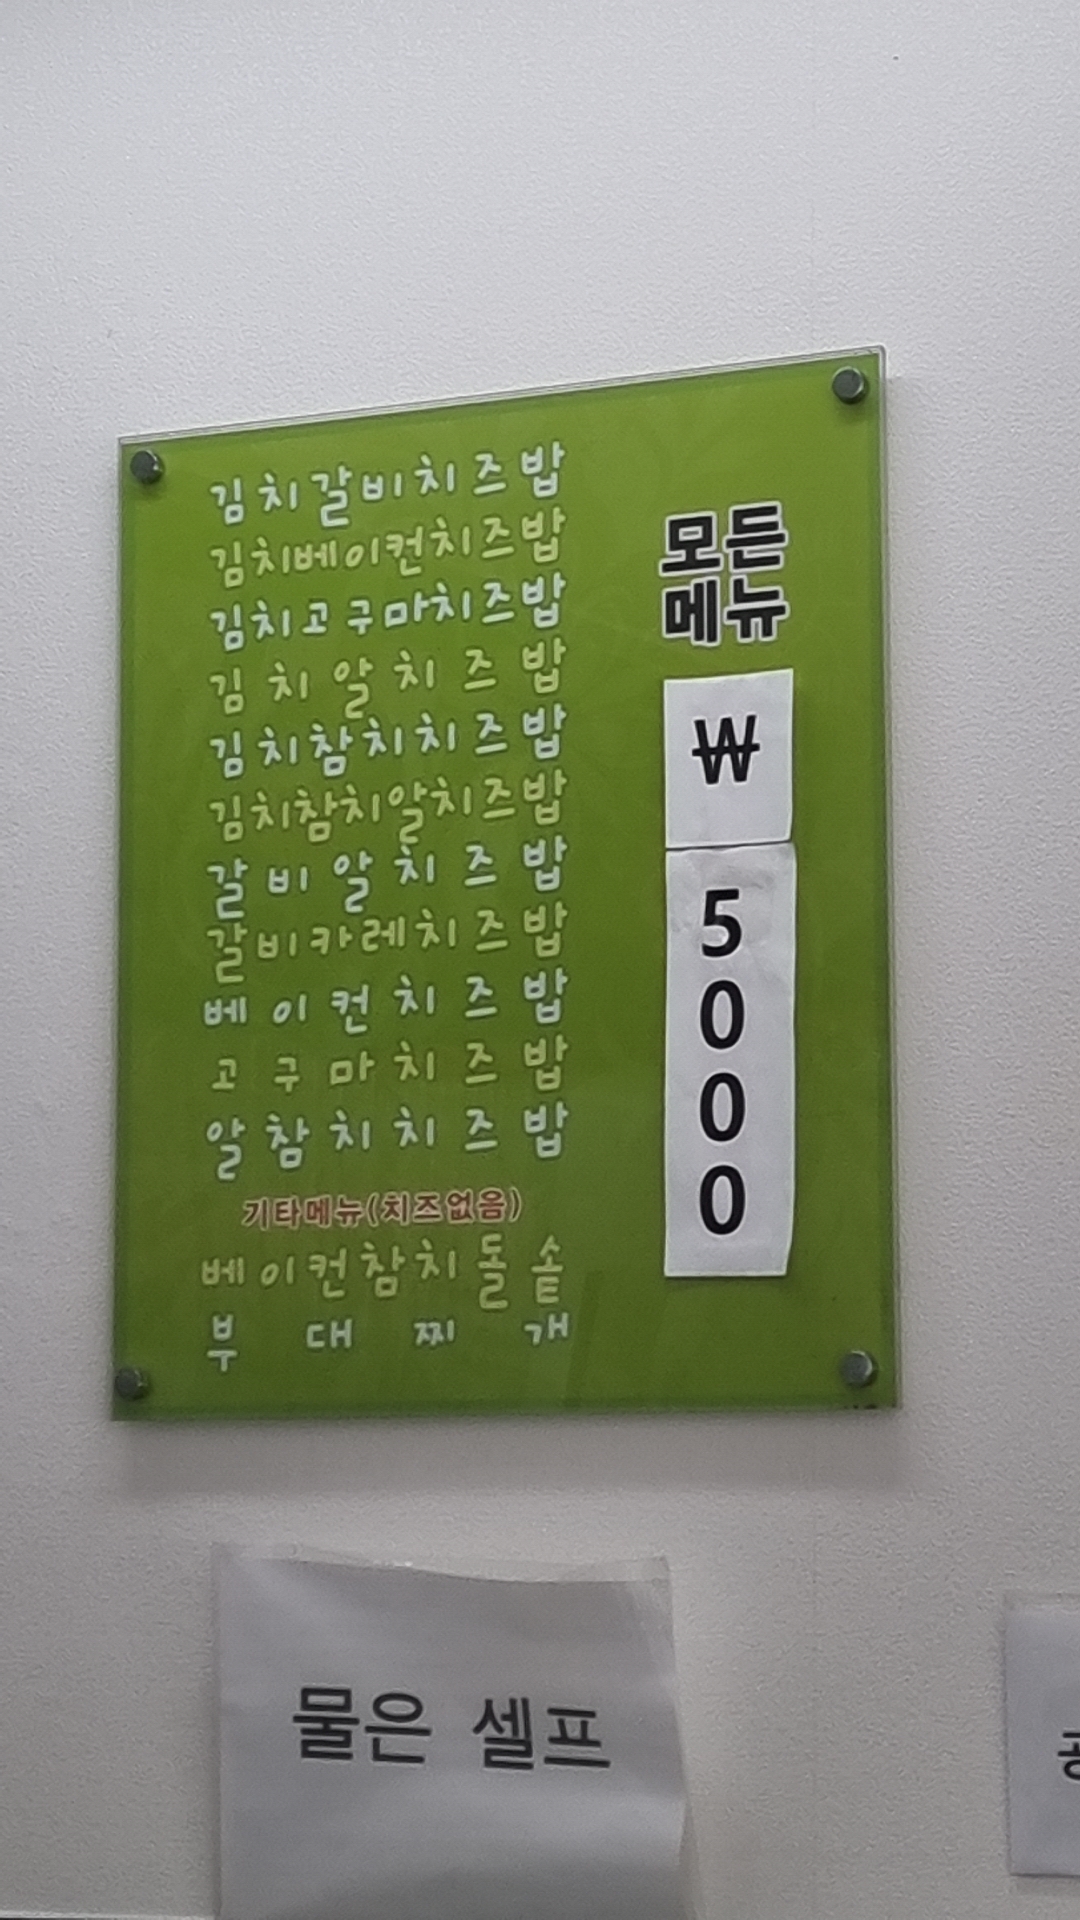 김치갈비치즈밥
김치베이컨치즈밥
김치고구마치즈밥
김치알치즈밥
김치참치치즈밥
김치참치알치즈밥
갈비알치즈밥
갈비카레치즈밥
베이컨치즈밥
고구마치즈밥
알참치치즈밥
기타메뉴(치즈없음)
베이컨참치돌솥
부대찌개
모든
메뉴
₩
5000
물은 셀프